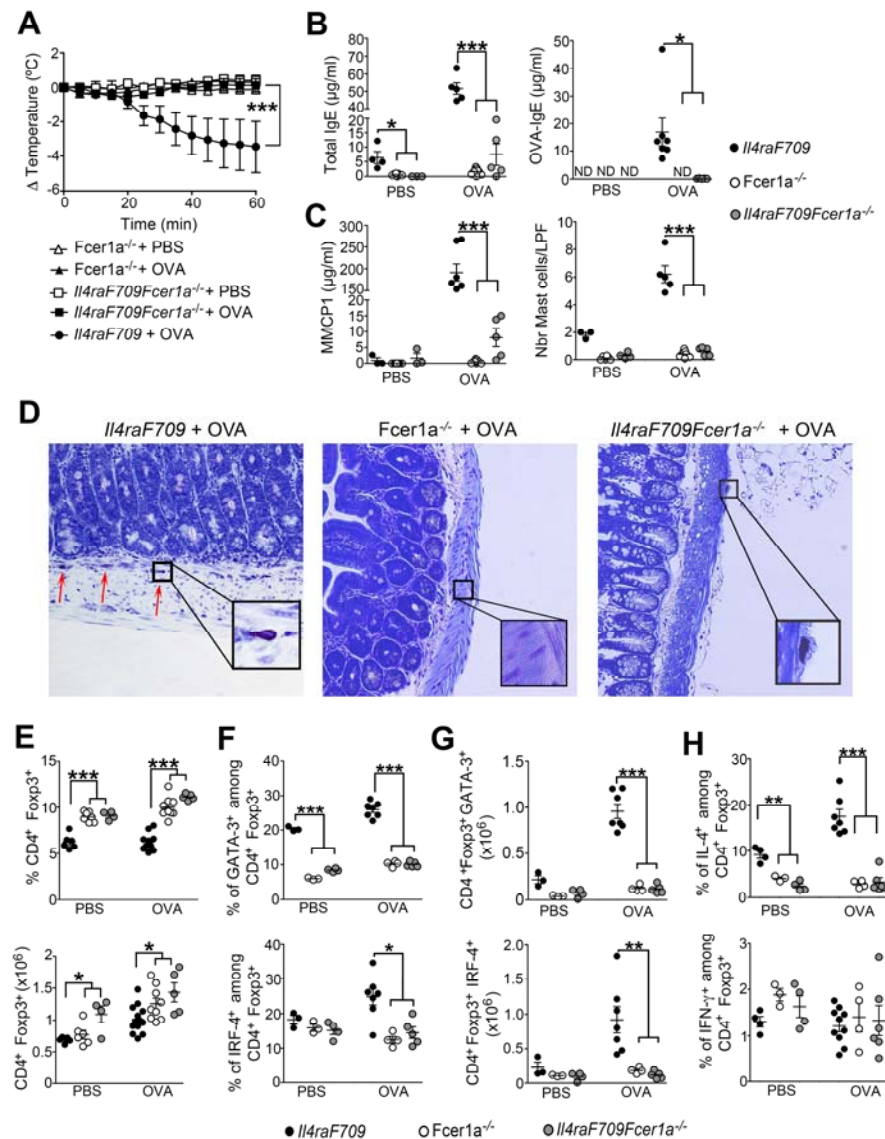 A
Δ Temperature (ºC)
2
0
-2
-4
-6
0 10 20 30 40 50 60
Time (min)
***
Fcer1a-/- + PBS
Fcer1a-/- + OVA
Il4raF709Fcer1a-/- + PBS
Il4raF709Fcer1a-/- + OVA
Il4raF709 + OVA
B
Total IgE (µg/ml)
80
70
60
50
40
20
15
10
5
0
*
***
PBS OVA
OVA-IgE (µg/ml)
50
40
30
20
10
0
*
ND ND ND ND
PBS OVA
Il4raF709
Fcer1a-/-
Il4raF709Fcer1a-/-
C
MMCP1 (µg/ml)
300
250
200
150
20
15
10
5
0
***
PBS OVA
Nbr Mast cells/LPF
10
8
6
4
2
0
***
PBS OVA
D
Il4raF709 + OVA
Fcer1a-/- + OVA
Il4raF709Fcer1a-/- + OVA
E
% CD4+ Foxp3+
15
10
5
0
*** ***
PBS OVA
CD4+ Foxp3+ (x10⁶)
2
1.5
1
0.5
0
* *
PBS OVA
F
% of GATA-3+ among
CD4+ Foxp3+
40
30
20
10
0
*** ***
PBS OVA
% of IRF-4+ among
CD4+ Foxp3+
40
30
20
10
0
*
PBS OVA
G
CD4+Foxp3+ GATA-3+
(x10⁶)
1.5
1.0
0.5
0
***
PBS OVA
CD4+ Foxp3+ IRF-4+
(x10⁶)
2.0
1.5
1.0
0.5
0
**
PBS OVA
H
% of IL-4+ among
CD4+ Foxp3+
30
20
10
0
** ***
PBS OVA
% of IFN-γ+ among
CD4+ Foxp3+
3
2
1
0
PBS OVA
Il4raF709 Fcer1a-/- Il4raF709Fcer1a-/-